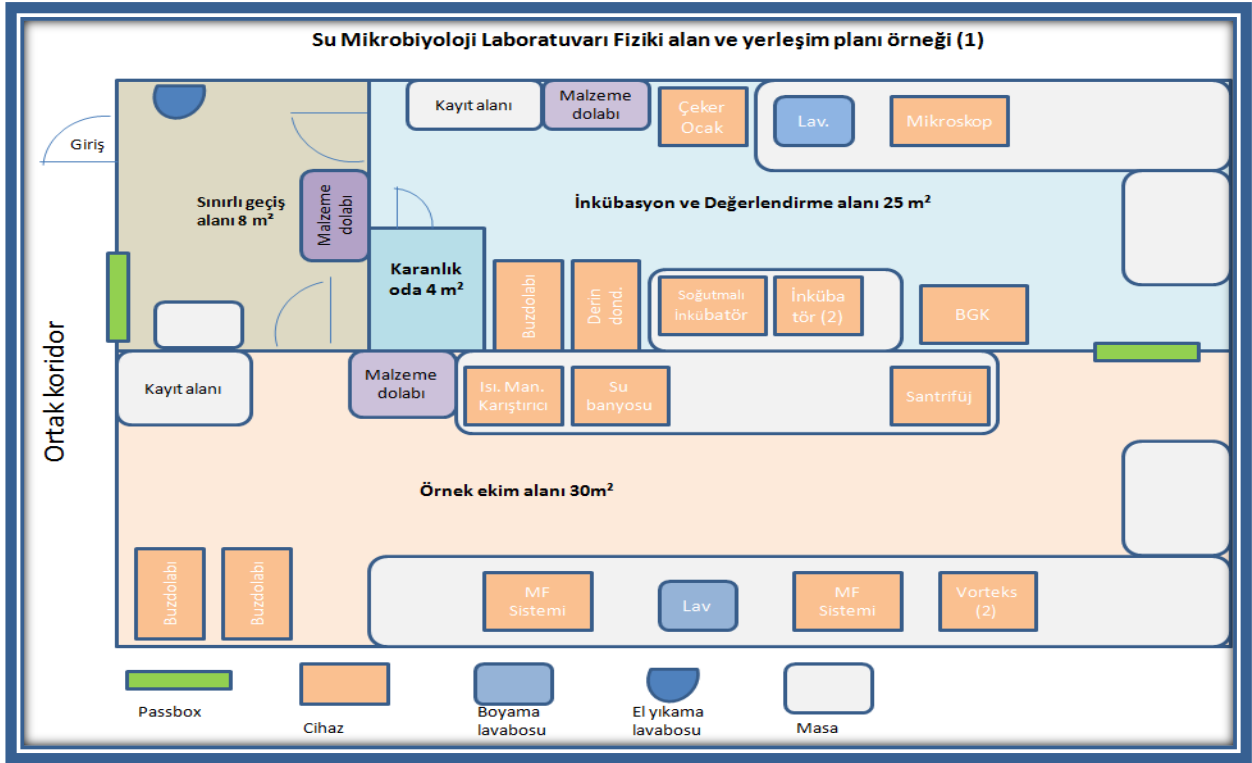 Su Mikrobiyoloji Laboratuvarı Fiziki alan ve yerleşim planı örneği (1)
Giriş
Sınırlı geçiş
alanı 8 m²
Malzeme
dolabı
Ortak koridor
Kayıt alanı
Malzeme
dolabı
Çeker
Ocak
Lav.
Mikroskop
İnkübasyon ve Değerlendirme alanı 25 m²
Karanlık
oda 4 m²
Buzdolabı
Derin
dond.
Soğutmalı
İnkübatör
İnküba
tör (2)
BGK
Kayıt alanı
Malzeme
dolabı
Isı. Man.
Karıştırıcı
Su
banyosu
Santrifüj
Örnek ekim alanı 30m²
Buzdolabı
Buzdolabı
MF
Sistemi
Lav
MF
Sistemi
Vorteks
(2)
Passbox
Cihaz
Boyama
lavabosu
El yıkama
lavabosu
Masa